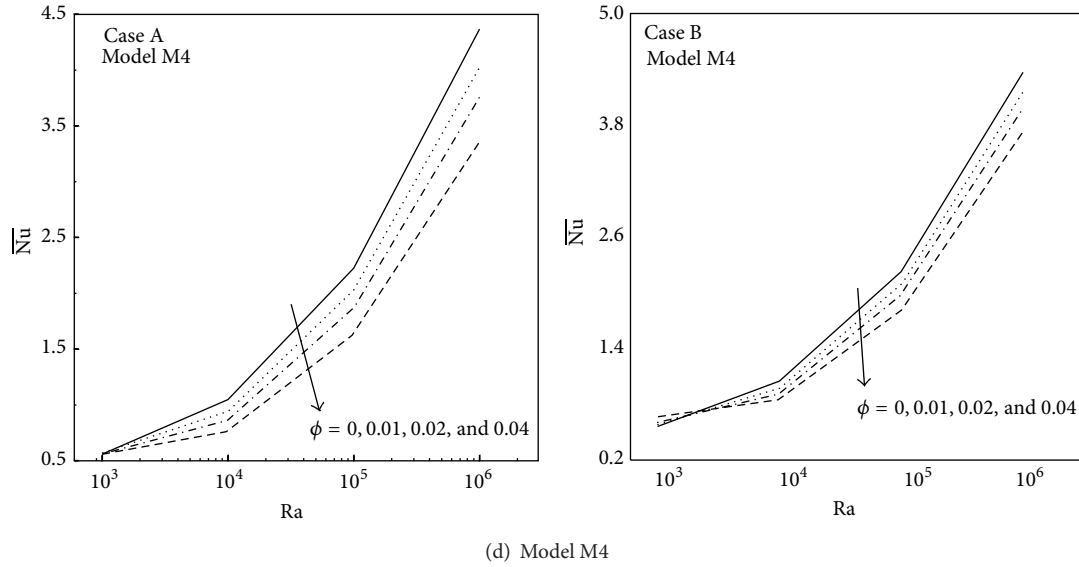 4.5
3.5
2.5
1.5
0.5
Nu
Case A
Model M4
ϕ = 0, 0.01, 0.02, and 0.04
10³ 10⁴ 10⁵ 10⁶
Ra
5.0
3.8
2.6
1.4
0.2
Nu
Case B
Model M4
ϕ = 0, 0.01, 0.02, and 0.04
10³ 10⁴ 10⁵ 10⁶
Ra
(d) Model M4